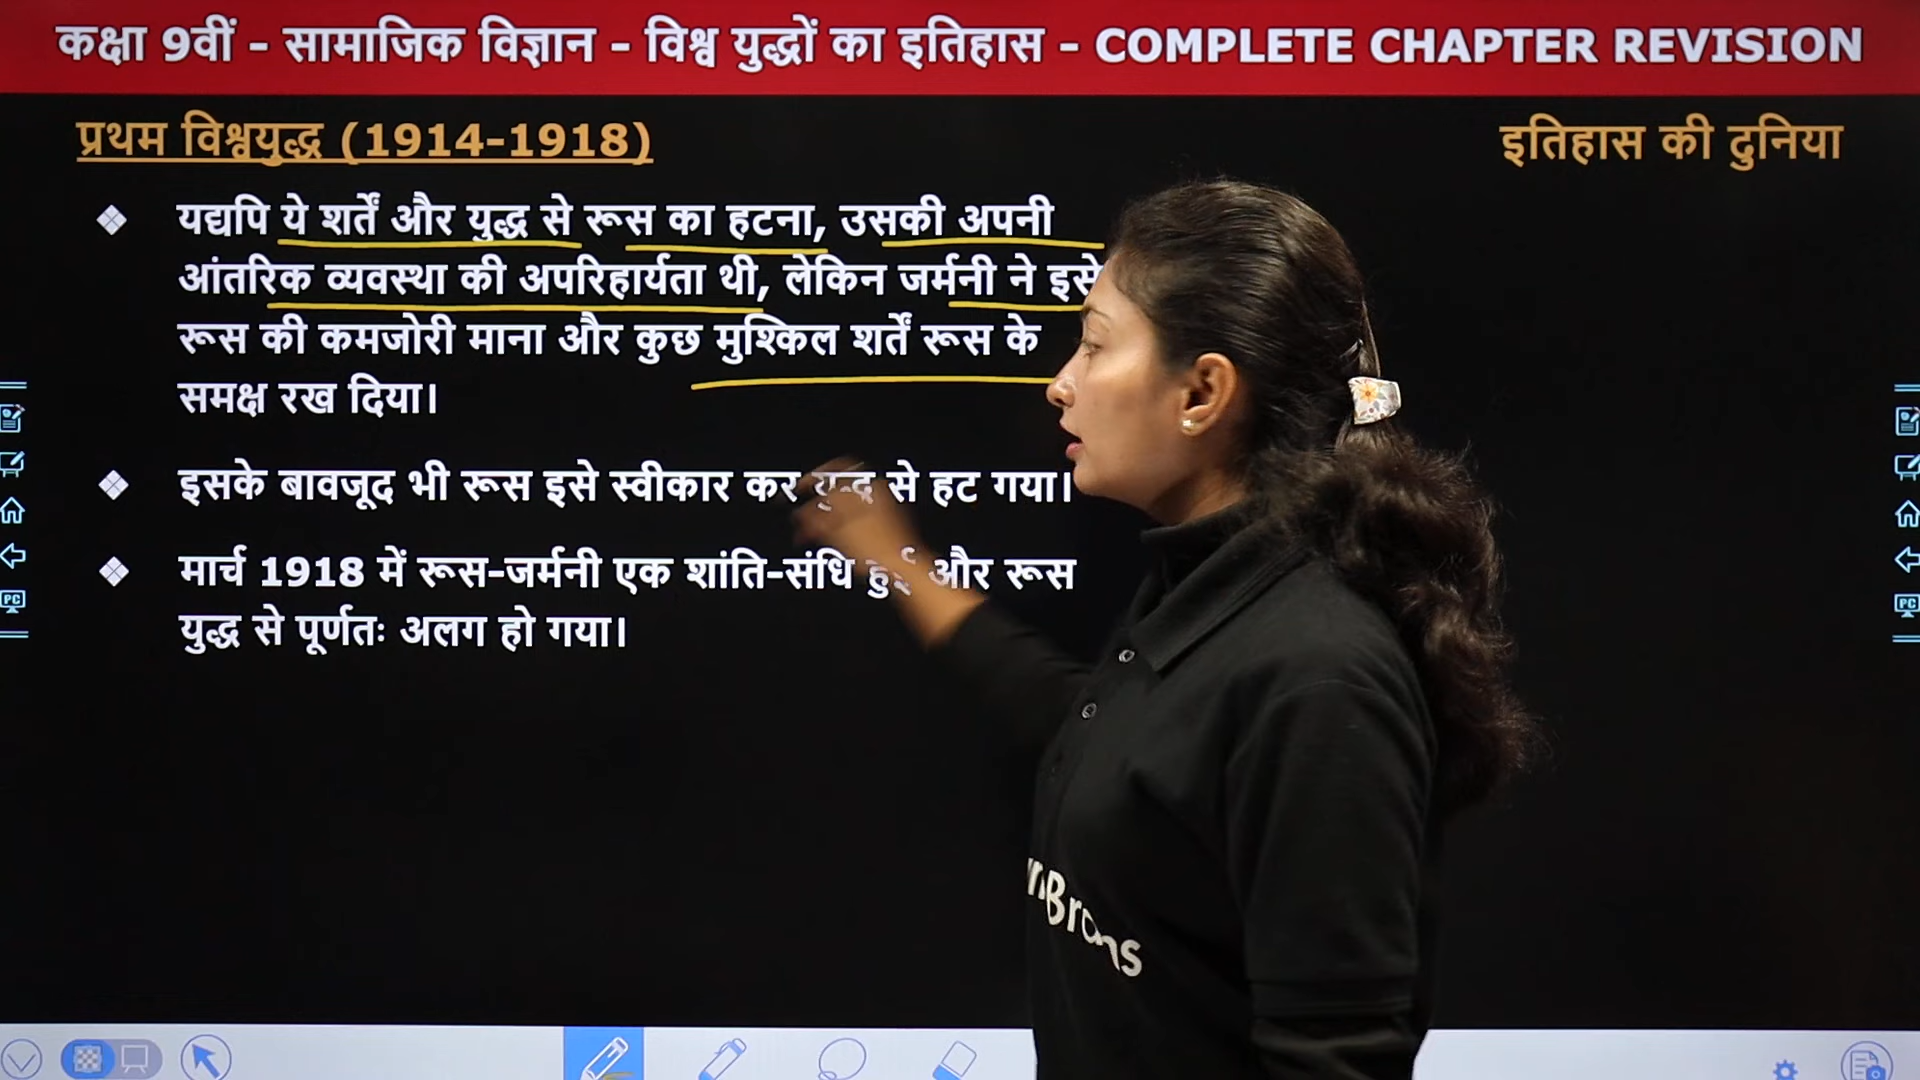 कक्षा 9वीं - सामाजिक विज्ञान - विश्व युद्धों का इतिहास - COMPLETE CHAPTER REVISION
प्रथम विश्वयुद्ध (1914-1918)
इतिहास की दुनिया
❖ यद्यपि ये शर्तें और युद्ध से रूस का हटना, उसकी अपनी
आंतरिक व्यवस्था की अपरिहार्यता थी, लेकिन जर्मनी ने इसे
रूस की कमजोरी माना और कुछ मुश्किल शर्तें रूस के
समक्ष रख दिया।
❖ इसके बावजूद भी रूस इसे स्वीकार कर युद्ध से हट गया।
❖ मार्च 1918 में रूस-जर्मनी एक शांति-संधि हुई और रूस
युद्ध से पूर्णतः अलग हो गया।
PC
PC